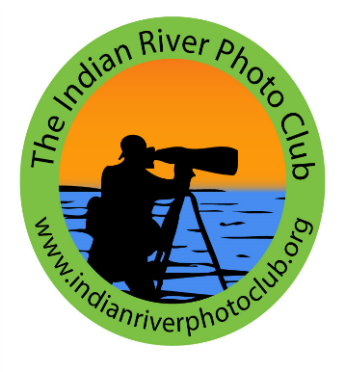 The Indian River Photo Club
www.indianriverphotoclub.org